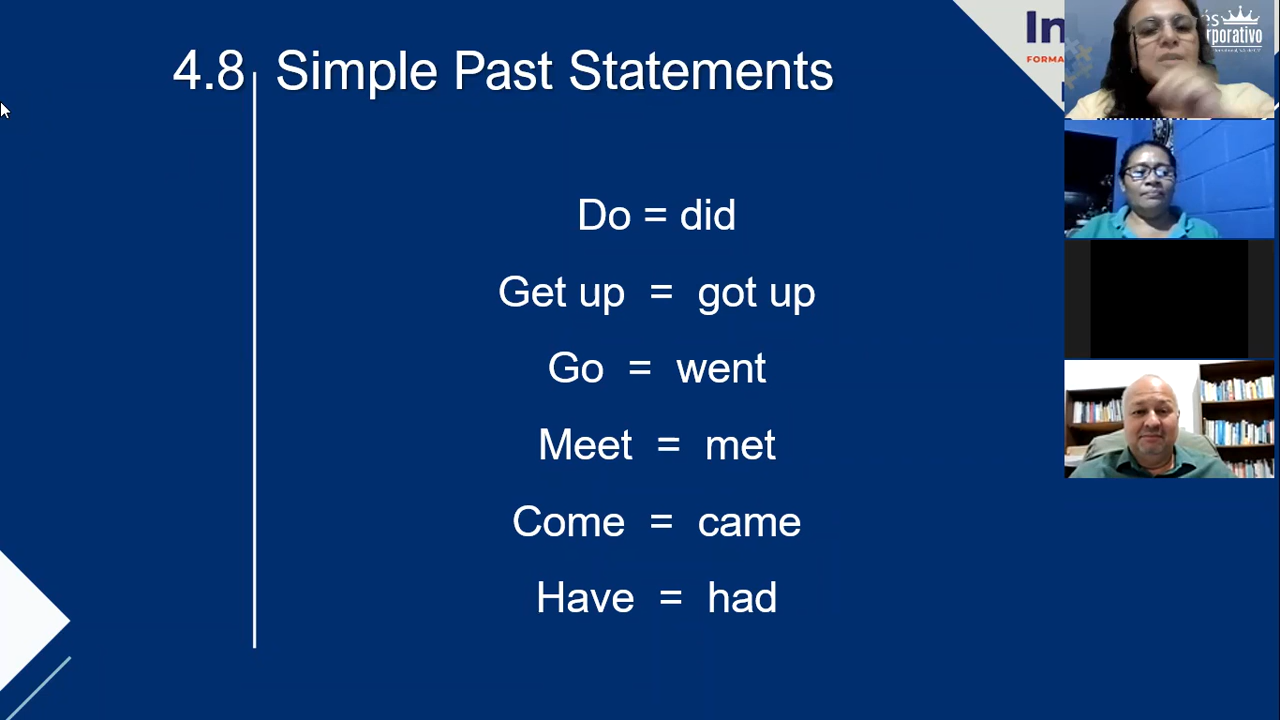 4.8 Simple Past Statements
Do = did
Get up = got up
Go = went
Meet = met
Come = came
Have = had